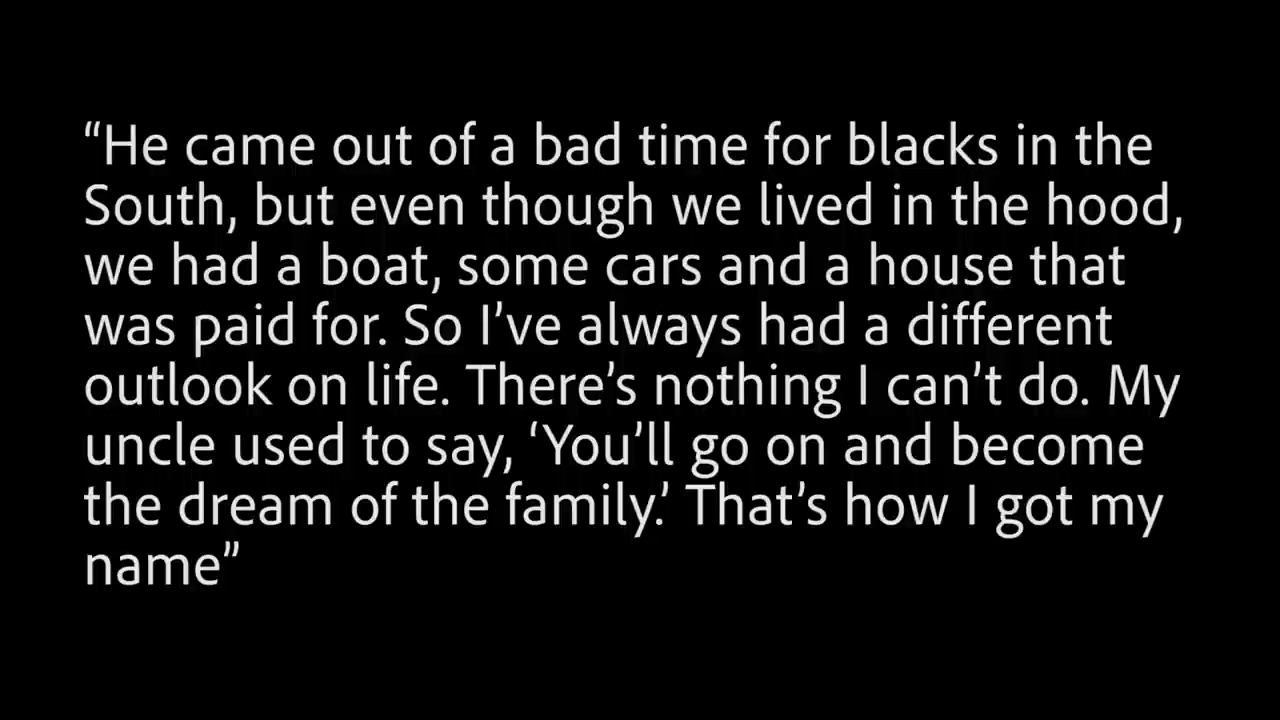 “He came out of a bad time for blacks in the
South, but even though we lived in the hood,
we had a boat, some cars and a house that
was paid for. So I’ve always had a different
outlook on life. There’s nothing I can’t do. My
uncle used to say, ‘You’ll go on and become
the dream of the family.’ That’s how I got my
name”